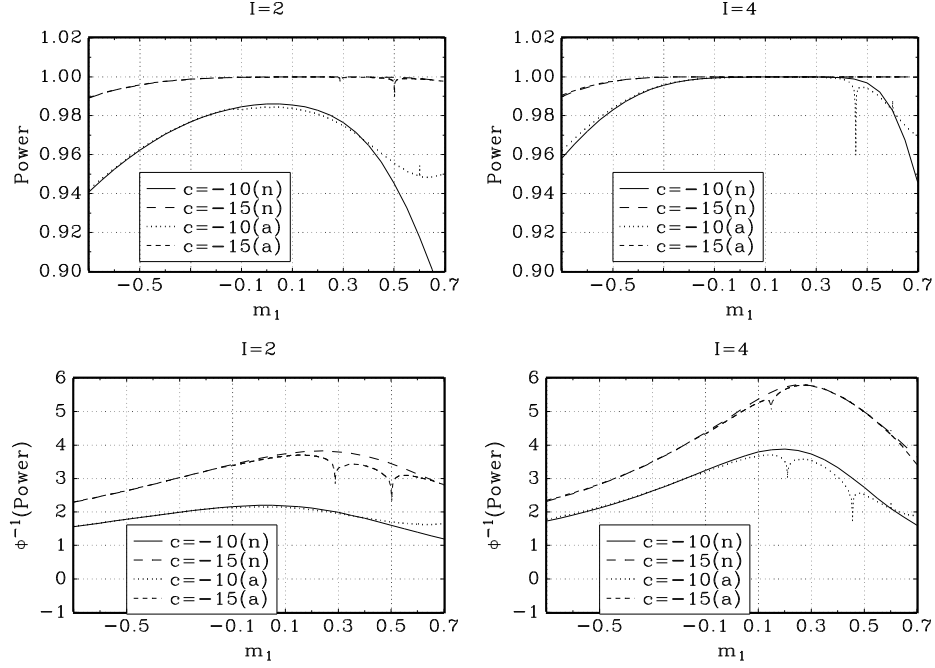 I=2
1.02
1.00
0.98
0.96
0.94
0.92
0.90
Power
c=−10(n)
c=−15(n)
c=−10(a)
c=−15(a)
−0.5 −0.1 0.1 0.3 0.5 0.7
m1
I=4
1.02
1.00
0.98
0.96
0.94
0.92
0.90
Power
c=−10(n)
c=−15(n)
c=−10(a)
c=−15(a)
−0.5 −0.1 0.1 0.3 0.5 0.7
m1
I=2
6
5
4
3
2
1
0
−1
ϕ−1(Power)
c=−10(n)
c=−15(n)
c=−10(a)
c=−15(a)
−0.5 −0.1 0.1 0.3 0.5 0.7
m1
I=4
6
5
4
3
2
1
0
−1
ϕ−1(Power)
c=−10(n)
c=−15(n)
c=−10(a)
c=−15(a)
−0.5 −0.1 0.1 0.3 0.5 0.7
m1